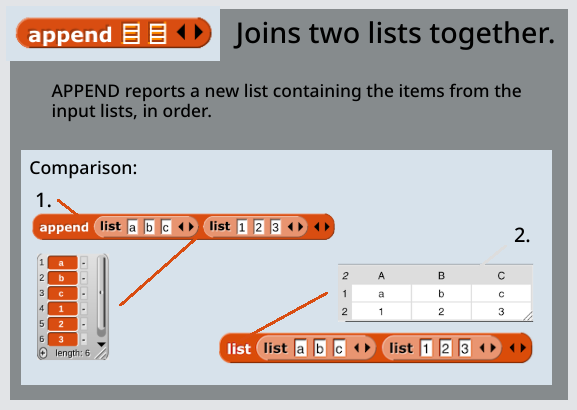 append
Joins two lists together.
APPEND reports a new list containing the items from the
input lists, in order.
Comparison:
1.
append list a b c list 1 2 3
1 a -
2 b -
3 c -
4 1 -
5 2 -
6 3 -
+ length: 6
2.
2 A B C
1 a b c
2 1 2 3
list list a b c list 1 2 3